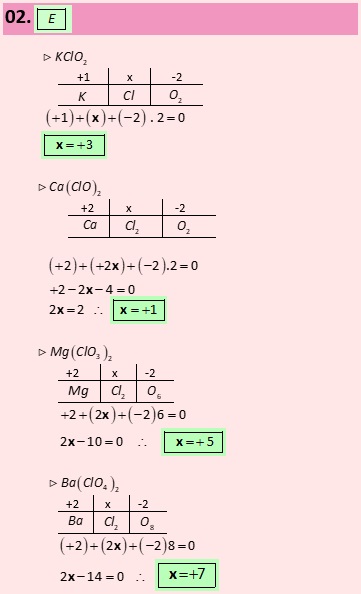 02. E
▷ KClO₂
+1 x -2
K Cl O₂
(+1)+(x)+(−2) . 2=0
x=+3
▷ Ca(ClO)₂
+2 x -2
Ca Cl₂ O₂
(+2)+(+2x)+(−2).2=0
+2−2x−4=0
2x=2 ∴ x=+1
▷ Mg(ClO₃)₂
+2 x -2
Mg Cl₂ O₆
+2+(2x)+(−2)6=0
2x−10=0 ∴ x=+5
▷ Ba(ClO₄)₂
+2 x -2
Ba Cl₂ O₈
(+2)+(2x)+(−2)8=0
2x−14=0 ∴ x=+7